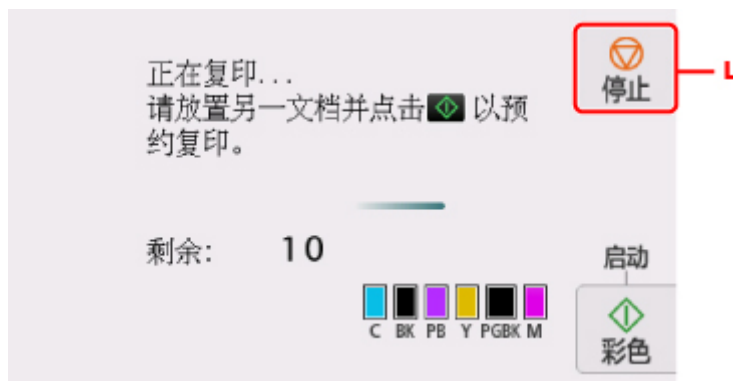 正在复印...
请放置另一文档并点击 以预
约复印。
停止
L
剩余: 10
C BK PB Y PGBK M
启动
彩色